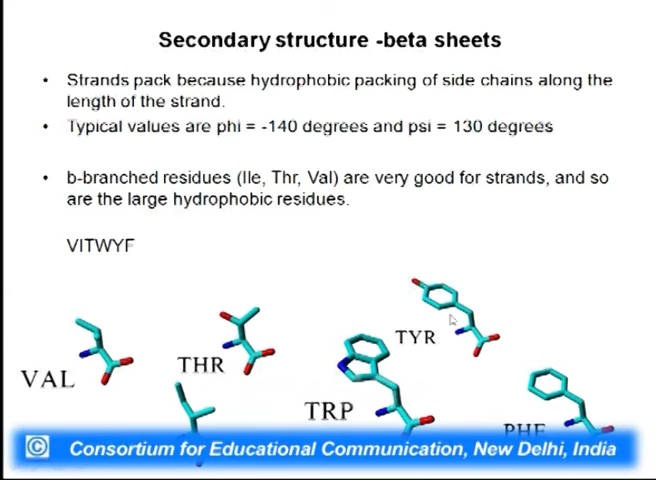 Secondary structure -beta sheets
• Strands pack because hydrophobic packing of side chains along the
length of the strand.
• Typical values are phi = -140 degrees and psi = 130 degrees
• b-branched residues (Ile, Thr, Val) are very good for strands, and so
are the large hydrophobic residues.
VITWYF
TYR
THR
VAL
TRP
PHE
© Consortium for Educational Communication, New Delhi, India